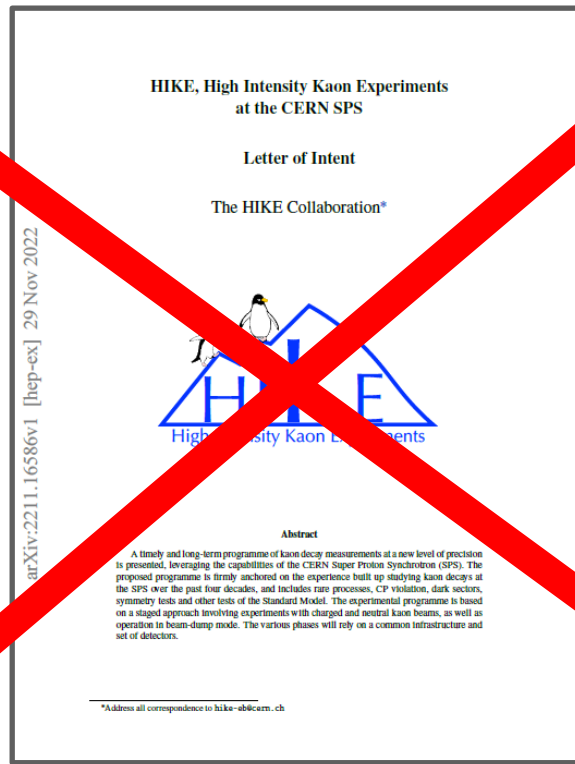 HIKE, High Intensity Kaon Experiments
at the CERN SPS
Letter of Intent
The HIKE Collaboration*
arXiv:2211.16586v1 [hep-ex] 29 Nov 2022
HIKE
High Intensity Kaon Experiments
Abstract
A timely and long-term programme of kaon decay measurements at a new level of precision
is presented, leveraging the capabilities of the CERN Super Proton Synchrotron (SPS). The
proposed programme is firmly anchored on the experience built up studying kaon decays at
the SPS over the past four decades, and includes rare processes, CP violation, dark sectors,
symmetry tests and other tests of the Standard Model. The experimental programme is based
on a staged approach involving experiments with charged and neutral kaon beams, as well as
operation in beam-dump mode. The various phases will rely on a common infrastructure and
set of detectors.
*Address all correspondence to hike-eb@cern.ch